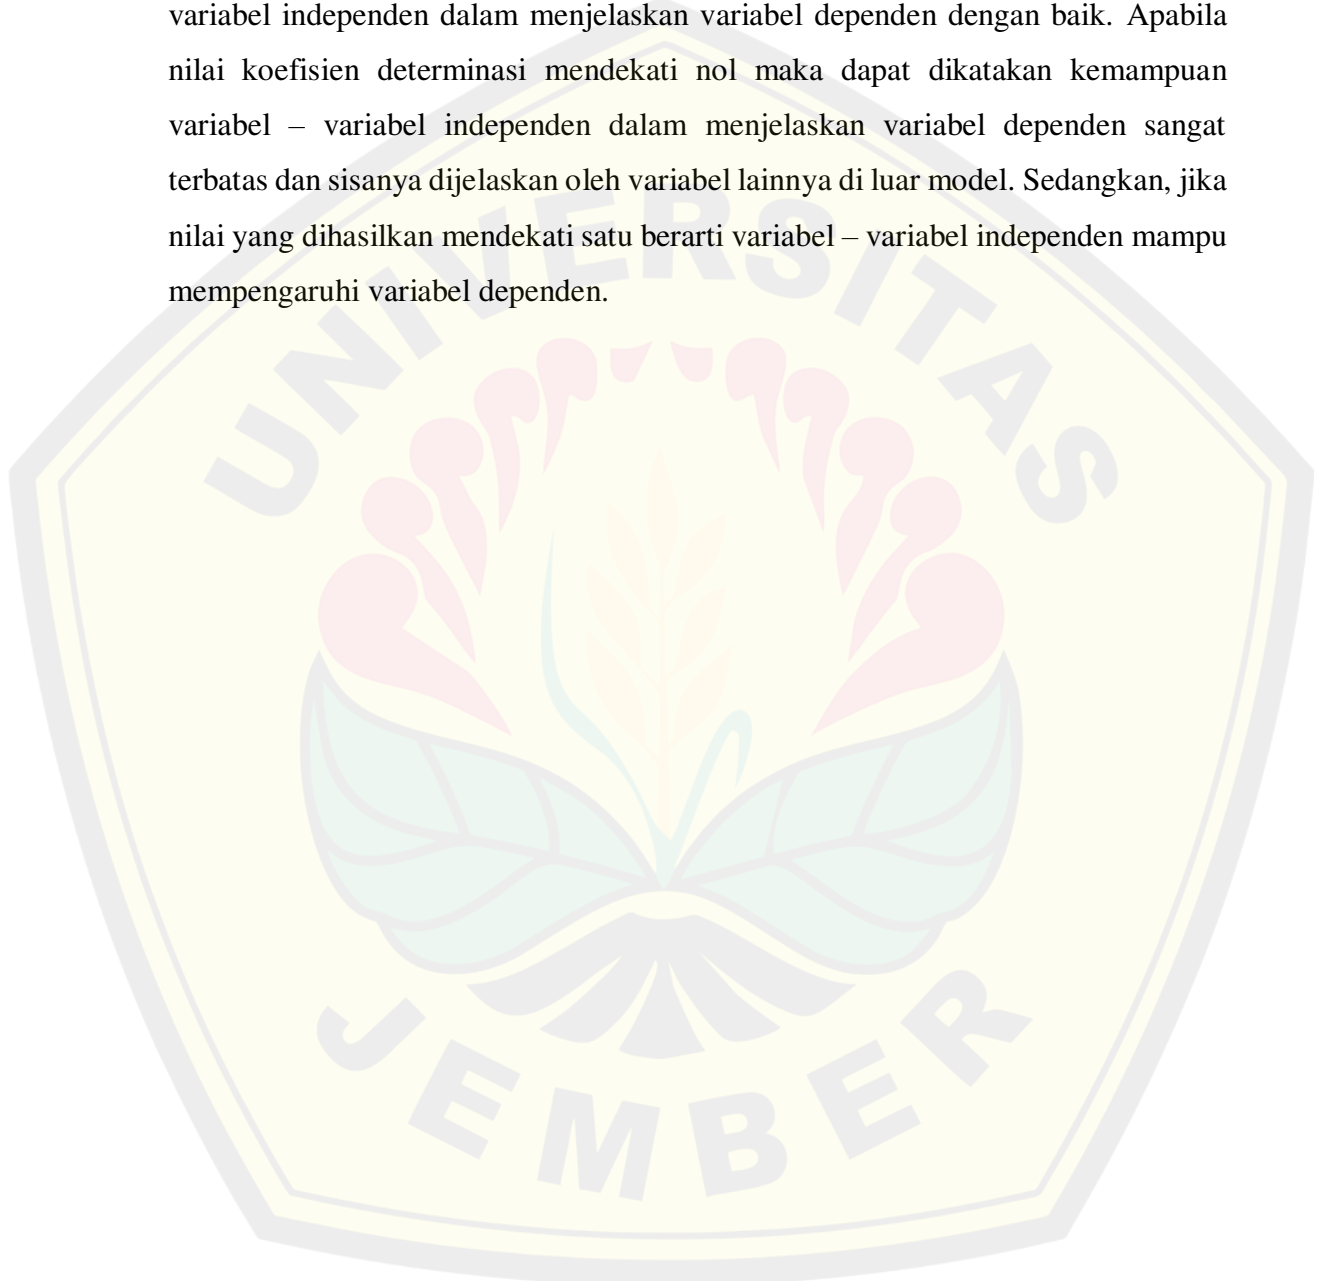 variabel independen dalam menjelaskan variabel dependen dengan baik. Apabila
nilai koefisien determinasi mendekati nol maka dapat dikatakan kemampuan
variabel – variabel independen dalam menjelaskan variabel dependen sangat
terbatas dan sisanya dijelaskan oleh variabel lainnya di luar model. Sedangkan, jika
nilai yang dihasilkan mendekati satu berarti variabel – variabel independen mampu
mempengaruhi variabel dependen.
UNIVERSITAS
JEMBER